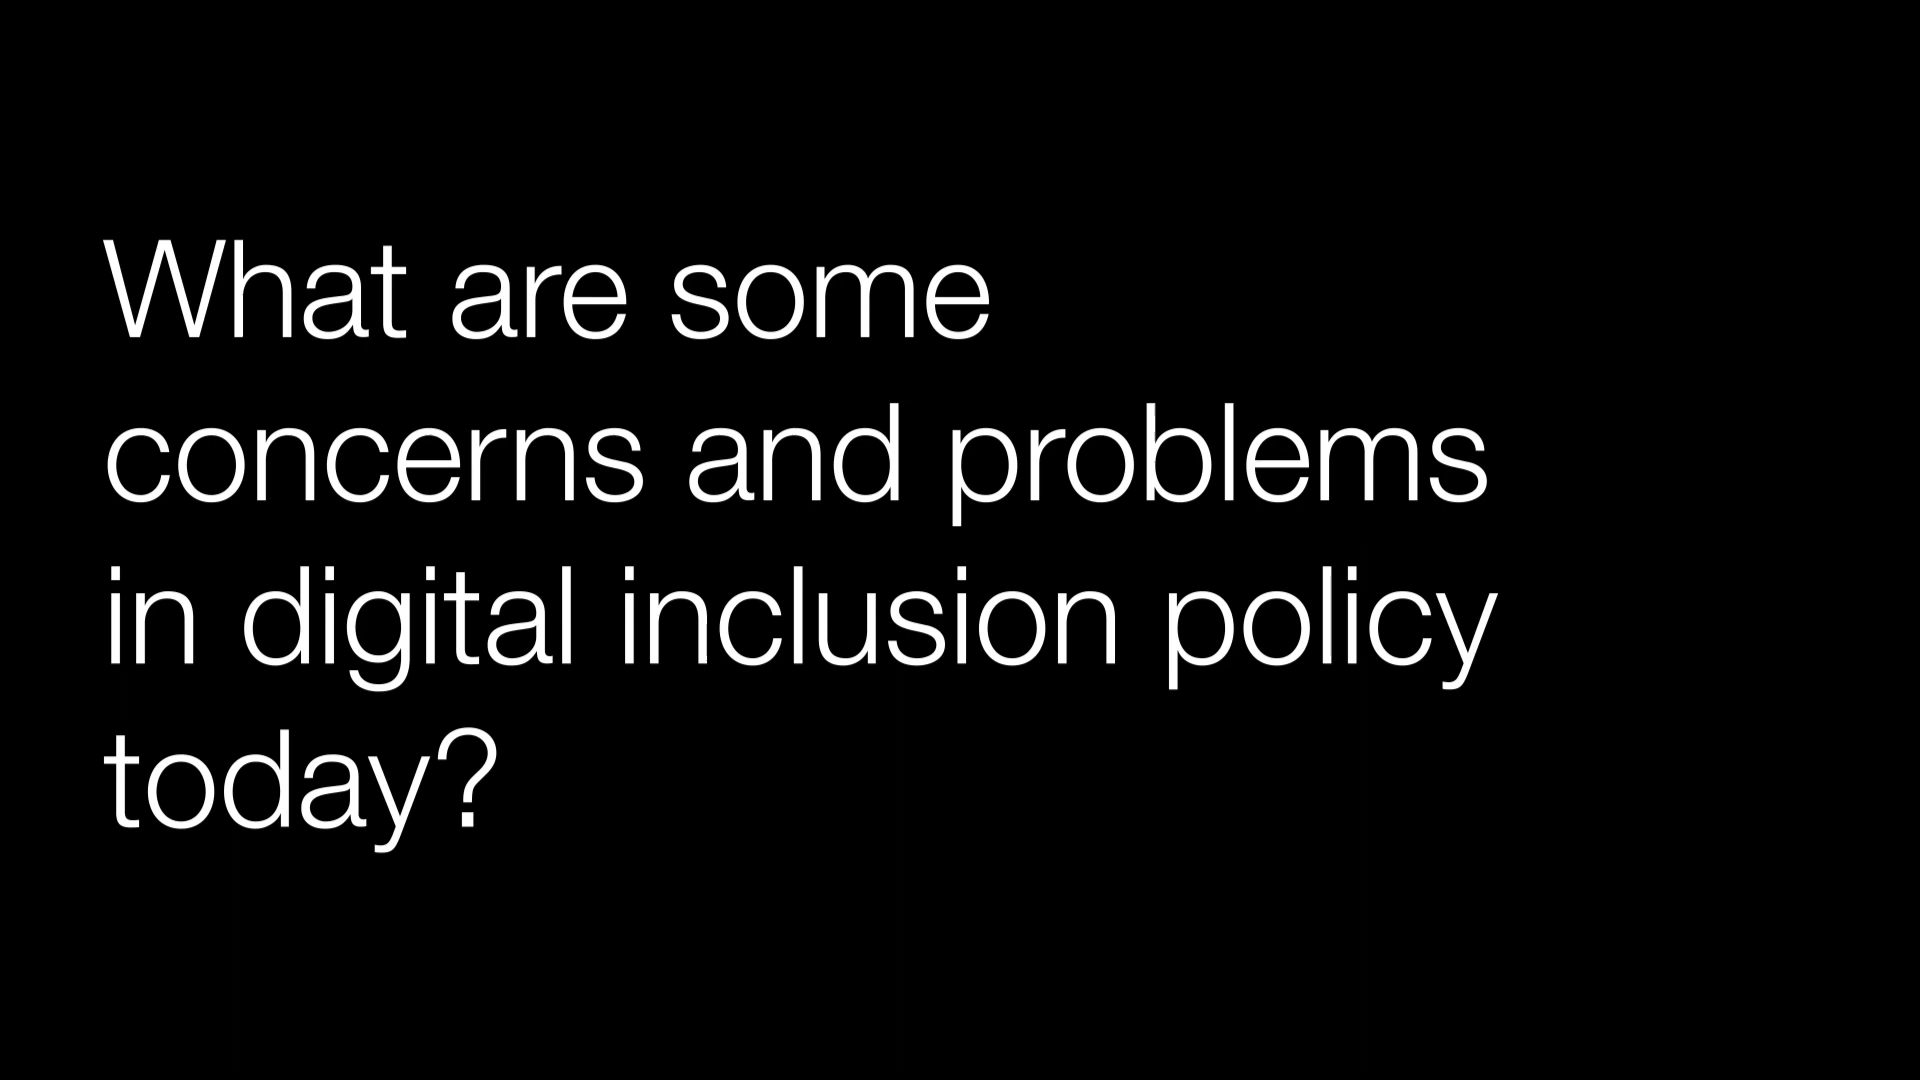 What are some
concerns and problems
in digital inclusion policy
today?